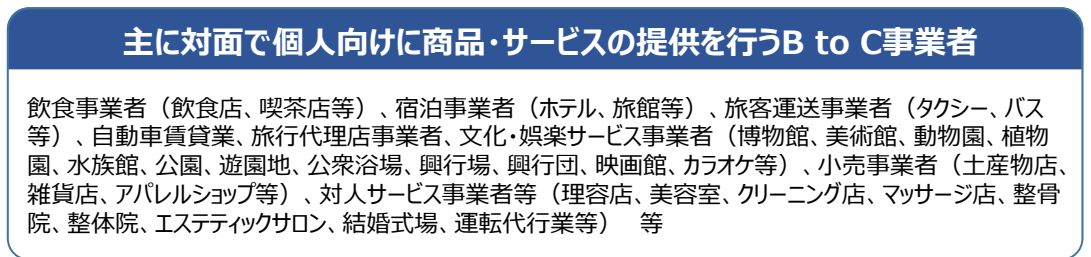 主に対面で個人向けに商品・サービスの提供を行うB to C事業者
飲食事業者（飲食店、喫茶店等）、宿泊事業者（ホテル、旅館等）、旅客運送事業者（タクシー、バス
等）、自動車賃貸業、旅行代理店事業者、文化・娯楽サービス事業者（博物館、美術館、動物園、植物
園、水族館、公園、遊園地、公衆浴場、興行場、興行団、映画館、カラオケ等）、小売事業者（土産物店、
雑貨店、アパレルショップ等）、対人サービス事業者等（理容店、美容室、クリーニング店、マッサージ店、整骨
院、整体院、エステティックサロン、結婚式場、運転代行業等）　等